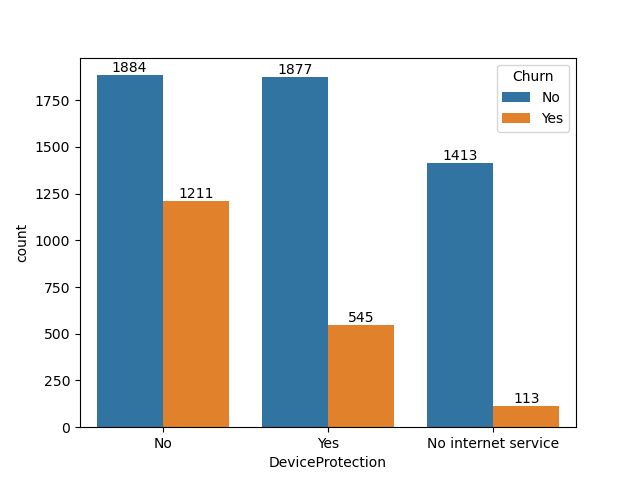 1884
1877
1413
1211
545
113
Churn
No
Yes
1750
1500
1250
1000
750
500
250
0
count
No
Yes
No internet service
DeviceProtection